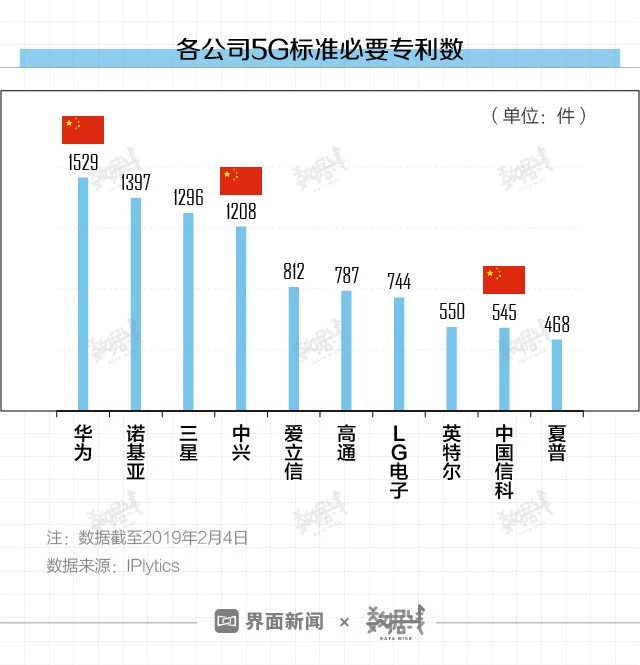 各公司5G标准必要专利数
（单位：件）
1529
1397
1296
1208
812
787
744
550
545
468
华为
诺基亚
三星
中兴
爱立信
高通
LG电子
英特尔
中国信科
夏普
注：数据截至2019年2月4日
数据来源：IPlytics
界面新闻 × 数据线
DATA WISE